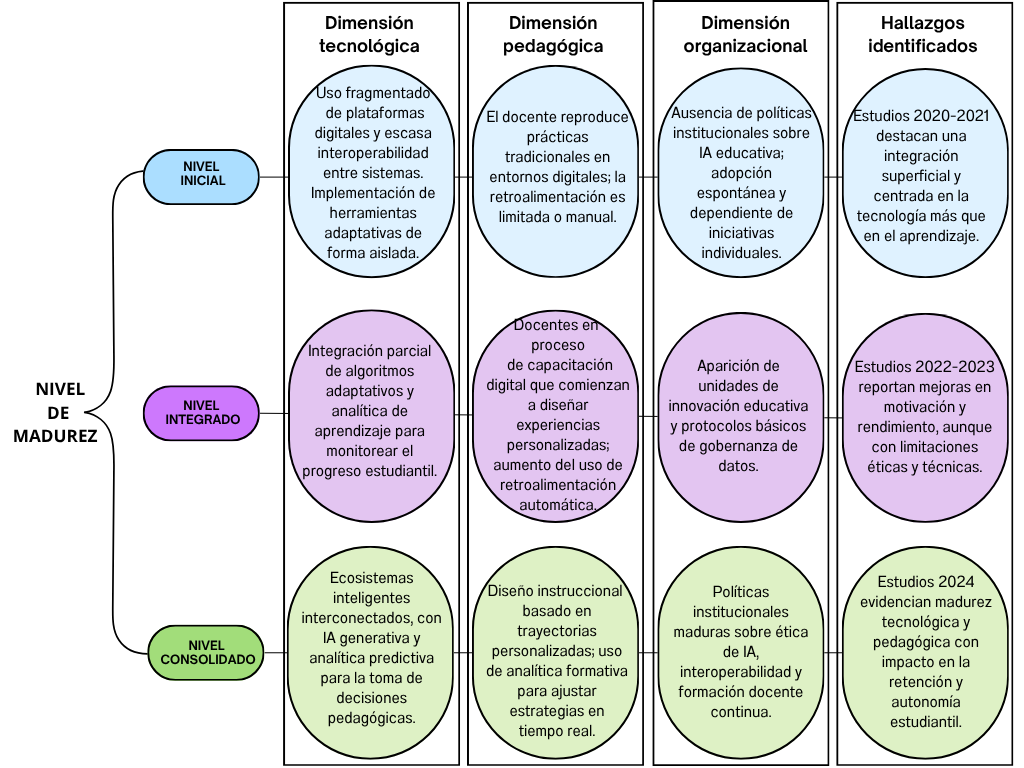 Dimensión
tecnológica
Dimensión
pedagógica
Dimensión
organizacional
Hallazgos
identificados
NIVEL
DE
MADUREZ
NIVEL
INICIAL
Uso fragmentado
de plataformas
digitales y escasa
interoperabilidad
entre sistemas.
Implementación de
herramientas
adaptativas de
forma aislada.
El docente reproduce
prácticas
tradicionales en
entornos digitales; la
retroalimentación es
limitada o manual.
Ausencia de políticas
institucionales sobre
IA educativa;
adopción
espontánea y
dependiente de
iniciativas
individuales.
Estudios 2020-2021
destacan una
integración
superficial y
centrada en la
tecnología más que
en el aprendizaje.
NIVEL
INTEGRADO
Integración parcial
de algoritmos
adaptativos y
analítica de
aprendizaje para
monitorear el
progreso estudiantil.
Docentes en
proceso
de capacitación
digital que comienzan
a diseñar
experiencias
personalizadas;
aumento del uso de
retroalimentación
automática.
Aparición de
unidades de
innovación educativa
y protocolos básicos
de gobernanza de
datos.
Estudios 2022-2023
reportan mejoras en
motivación y
rendimiento, aunque
con limitaciones
éticas y técnicas.
NIVEL
CONSOLIDADO
Ecosistemas
inteligentes
interconectados, con
IA generativa y
analítica predictiva
para la toma de
decisiones
pedagógicas.
Diseño instruccional
basado en
trayectorias
personalizadas; uso
de analítica formativa
para ajustar
estrategias en
tiempo real.
Políticas
institucionales
maduras sobre ética
de IA,
interoperabilidad y
formación docente
continua.
Estudios 2024
evidencian madurez
tecnológica y
pedagógica con
impacto en la
retención y
autonomía
estudiantil.